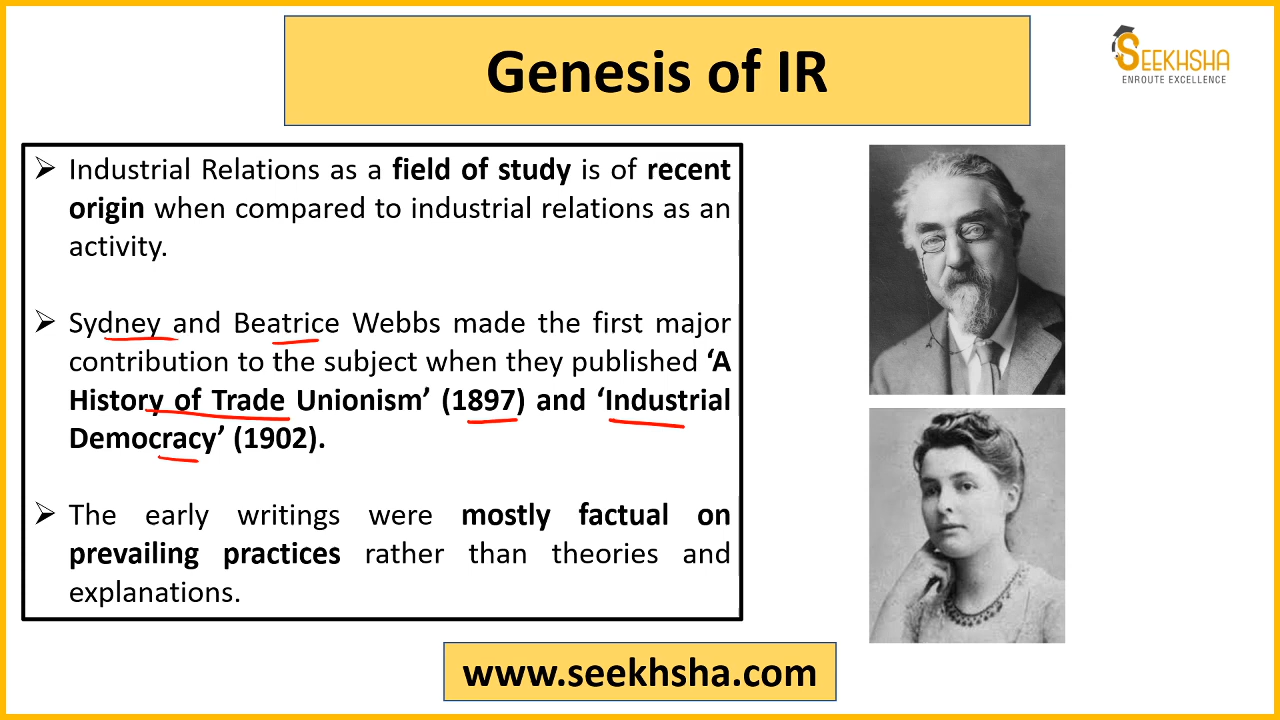 Genesis of IR
SEEKHSHA
ENROUTE EXCELLENCE
➢ Industrial Relations as a field of study is of recent
origin when compared to industrial relations as an
activity.
➢ Sydney and Beatrice Webbs made the first major
contribution to the subject when they published ‘A
History of Trade Unionism’ (1897) and ‘Industrial
Democracy’ (1902).
➢ The early writings were mostly factual on
prevailing practices rather than theories and
explanations.
www.seekhsha.com